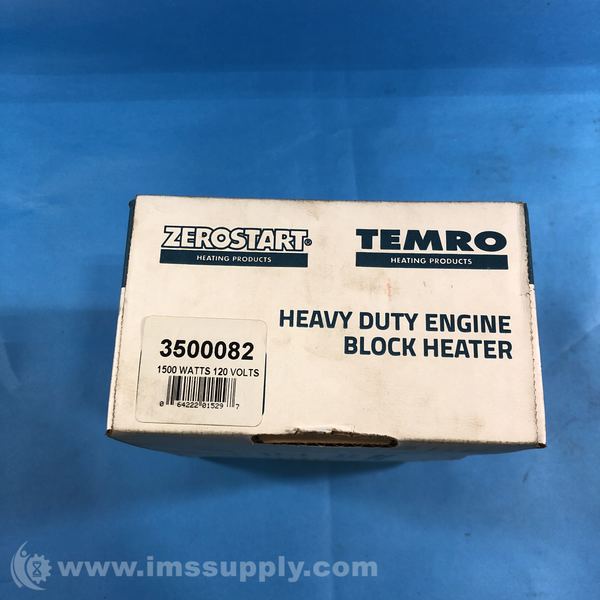 ZEROSTART®
HEATING PRODUCTS
TEMRO
HEATING PRODUCTS
HEAVY DUTY ENGINE
BLOCK HEATER
3500082
1500 WATTS 120 VOLTS
0 64222 01529 7
www.imssupply.com